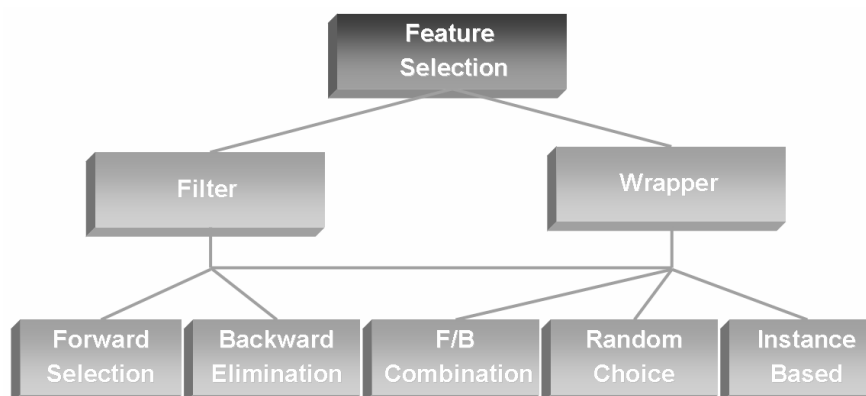 Feature
Selection
Filter
Wrapper
Forward
Selection
Backward
Elimination
F/B
Combination
Random
Choice
Instance
Based